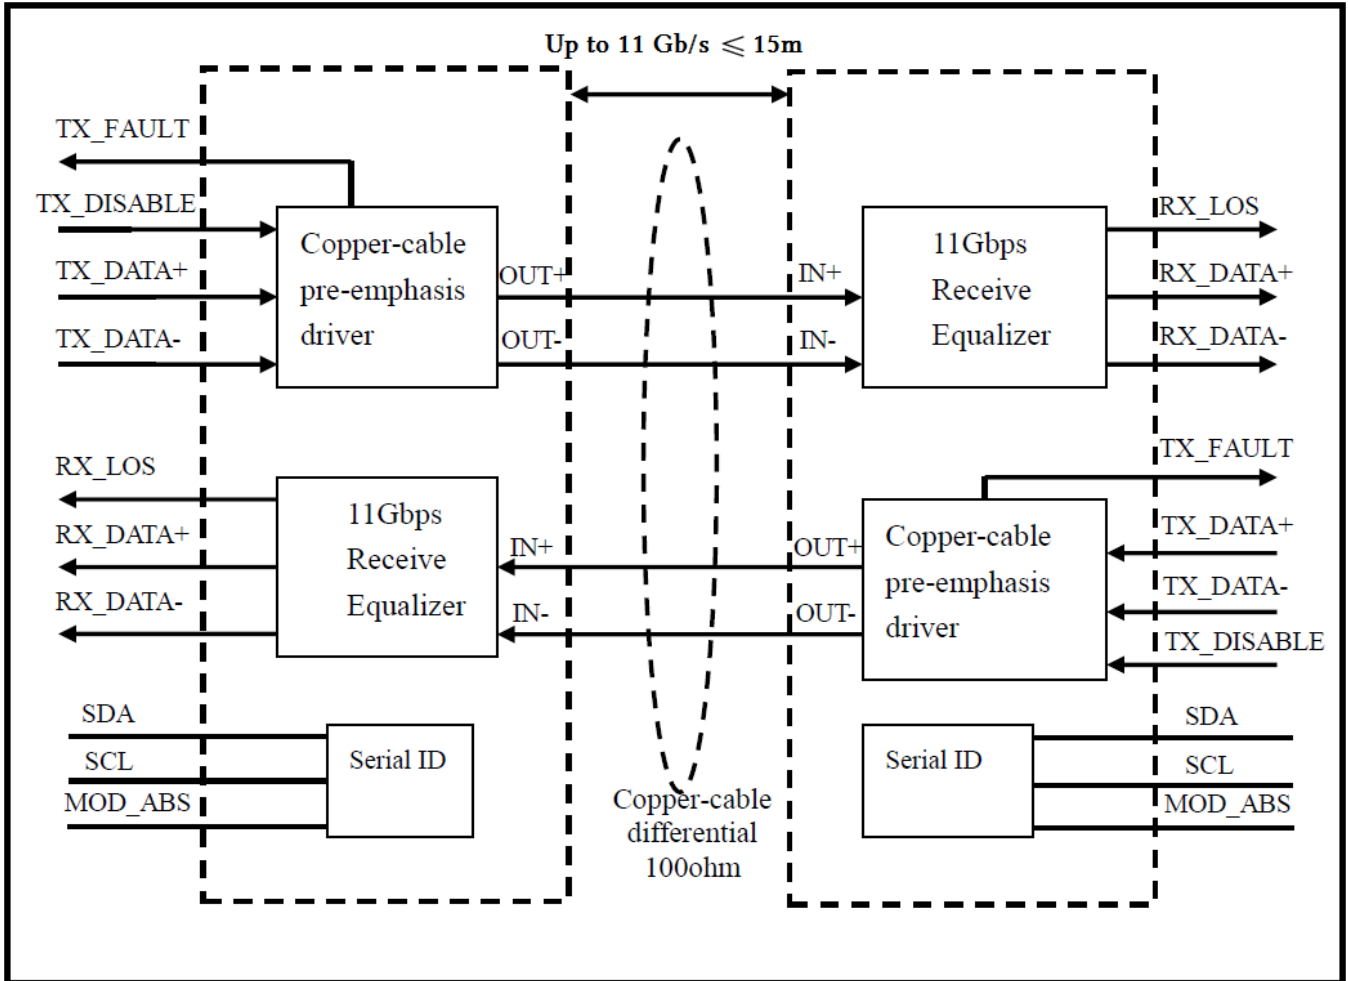 Up to 11 Gb/s ⩽ 15m
TX_FAULT
TX_DISABLE
TX_DATA+
TX_DATA-
Copper-cable
pre-emphasis
driver
OUT+
OUT-
IN+
IN-
11Gbps
Receive
Equalizer
RX_LOS
RX_DATA+
RX_DATA-
RX_LOS
RX_DATA+
RX_DATA-
11Gbps
Receive
Equalizer
IN+
IN-
OUT+
OUT-
Copper-cable
pre-emphasis
driver
TX_FAULT
TX_DATA+
TX_DATA-
TX_DISABLE
SDA
SCL
MOD_ABS
Serial ID
Copper-cable
differential
100ohm
Serial ID
SDA
SCL
MOD_ABS